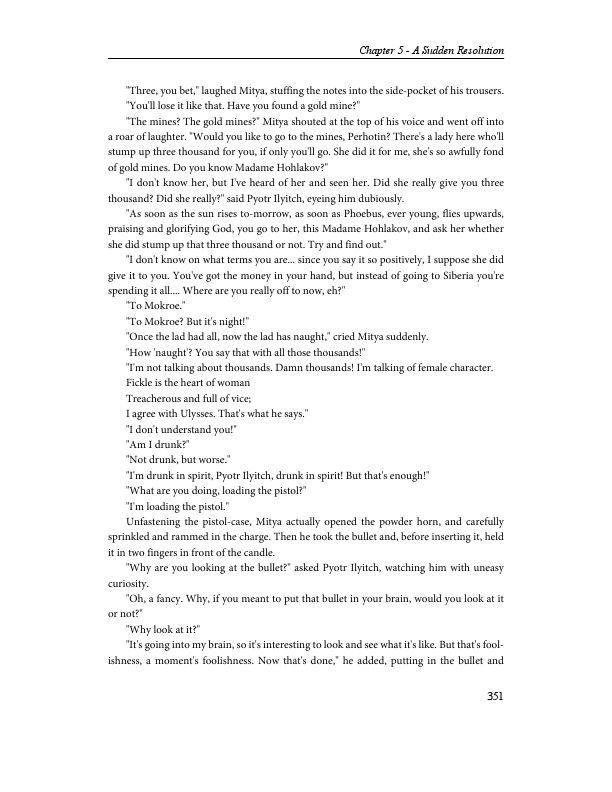 Chapter 5 - A Sudden Resolution
"Three, you bet," laughed Mitya, stuffing the notes into the side-pocket of his trousers.
"You'll lose it like that. Have you found a gold mine?"
"The mines? The gold mines?" Mitya shouted at the top of his voice and went off into
a roar of laughter. "Would you like to go to the mines, Perhotin? There's a lady here who'll
stump up three thousand for you, if only you'll go. She did it for me, she's so awfully fond
of gold mines. Do you know Madame Hohlakov?"
"I don't know her, but I've heard of her and seen her. Did she really give you three
thousand? Did she really?" said Pyotr Ilyitch, eyeing him dubiously.
"As soon as the sun rises to-morrow, as soon as Phoebus, ever young, flies upwards,
praising and glorifying God, you go to her, this Madame Hohlakov, and ask her whether
she did stump up that three thousand or not. Try and find out."
"I don't know on what terms you are... since you say it so positively, I suppose she did
give it to you. You've got the money in your hand, but instead of going to Siberia you're
spending it all.... Where are you really off to now, eh?"
"To Mokroe."
"To Mokroe? But it's night!"
"Once the lad had all, now the lad has naught," cried Mitya suddenly.
"How 'naught'? You say that with all those thousands!"
"I'm not talking about thousands. Damn thousands! I'm talking of female character.
Fickle is the heart of woman
Treacherous and full of vice;
I agree with Ulysses. That's what he says."
"I don't understand you!"
"Am I drunk?"
"Not drunk, but worse."
"I'm drunk in spirit, Pyotr Ilyitch, drunk in spirit! But that's enough!"
"What are you doing, loading the pistol?"
"I'm loading the pistol."
Unfastening the pistol-case, Mitya actually opened the powder horn, and carefully
sprinkled and rammed in the charge. Then he took the bullet and, before inserting it, held
it in two fingers in front of the candle.
"Why are you looking at the bullet?" asked Pyotr Ilyitch, watching him with uneasy
curiosity.
"Oh, a fancy. Why, if you meant to put that bullet in your brain, would you look at it
or not?"
"Why look at it?"
"It's going into my brain, so it's interesting to look and see what it's like. But that's fool-
ishness, a moment's foolishness. Now that's done," he added, putting in the bullet and
351